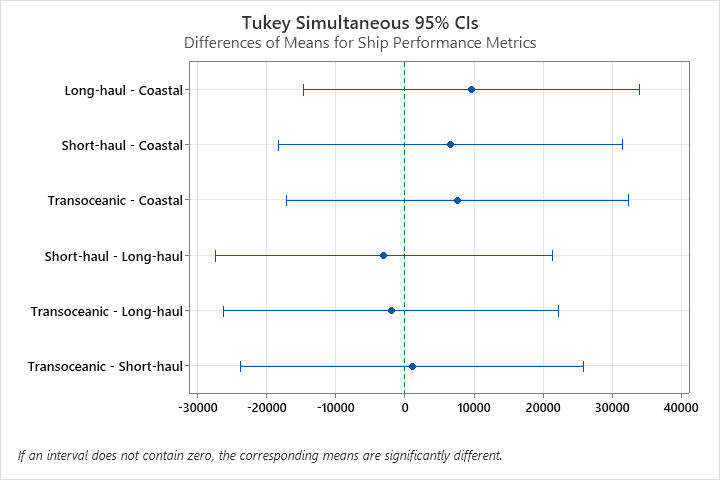 Tukey Simultaneous 95% CIs
Differences of Means for Ship Performance Metrics
Long-haul - Coastal
Short-haul - Coastal
Transoceanic - Coastal
Short-haul - Long-haul
Transoceanic - Long-haul
Transoceanic - Short-haul
-30000 -20000 -10000 0 10000 20000 30000 40000
If an interval does not contain zero, the corresponding means are significantly different.